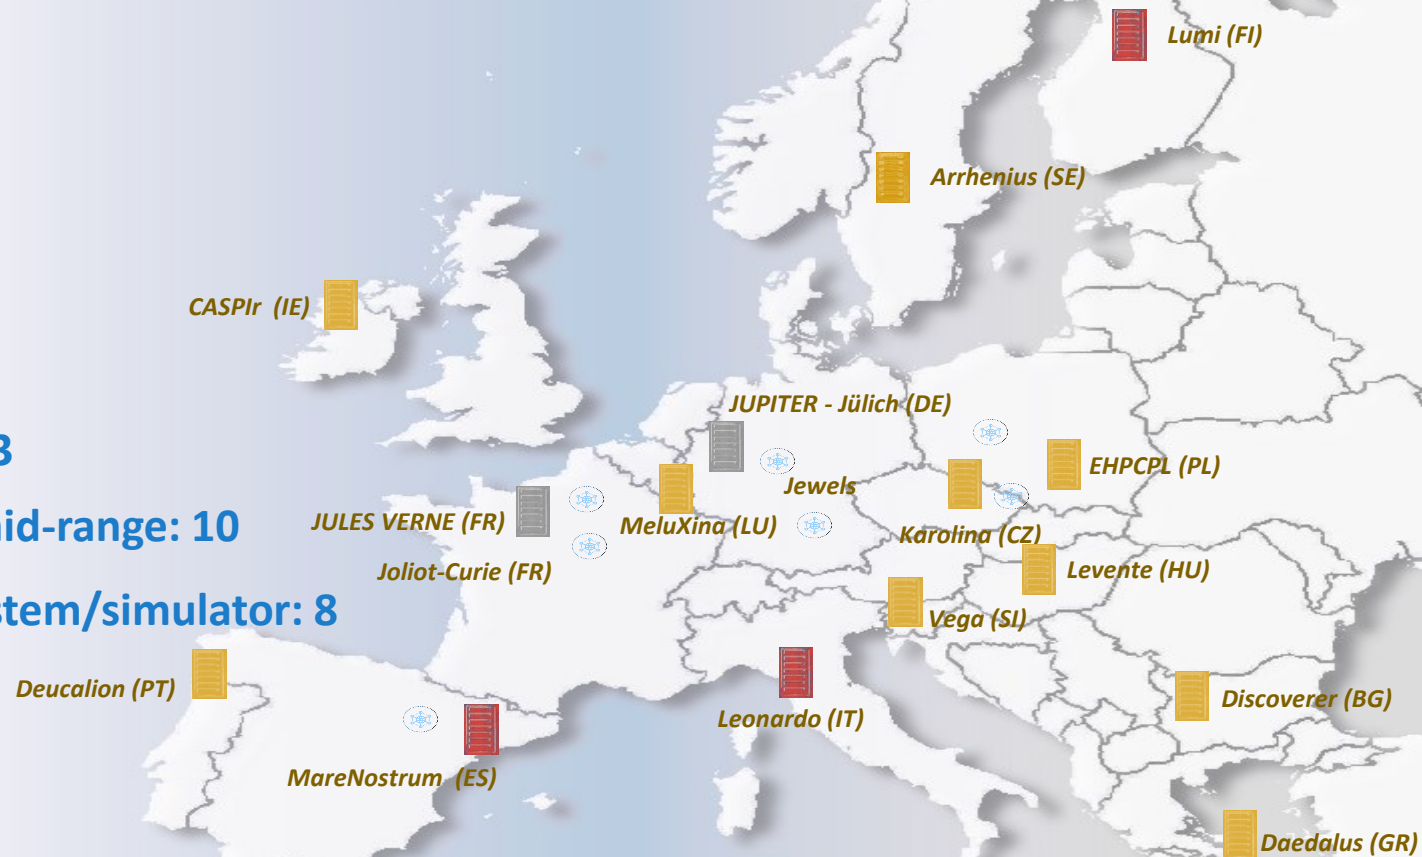 Lumi (FI)
Arrhenius (SE)
CASPIr (IE)
JUPITER - Jülich (DE)
3
EHPCPL (PL)
Jewels
id-range: 10
JULES VERNE (FR)
MeluXina (LU)
Karolina (CZ)
Joliot-Curie (FR)
Levente (HU)
stem/simulator: 8
Vega (SI)
Deucalion (PT)
Discoverer (BG)
Leonardo (IT)
MareNostrum (ES)
Daedalus (GR)